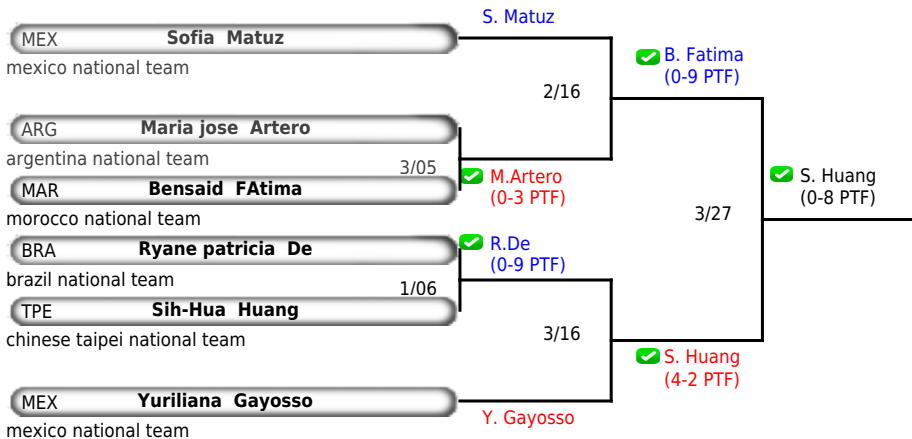 S. Matuz
MEX Sofia Matuz
mexico national team
B. Fatima
(0-9 PTF)
2/16
ARG Maria jose Artero
argentina national team
3/05
MAR Bensaid FAtima
morocco national team
M.Artero
(0-3 PTF)
S. Huang
(0-8 PTF)
3/27
BRA Ryane patricia De
brazil national team
R.De
(0-9 PTF)
1/06
TPE Sih-Hua Huang
chinese taipei national team
3/16
S. Huang
(4-2 PTF)
MEX Yuriliana Gayosso
mexico national team
Y. Gayosso